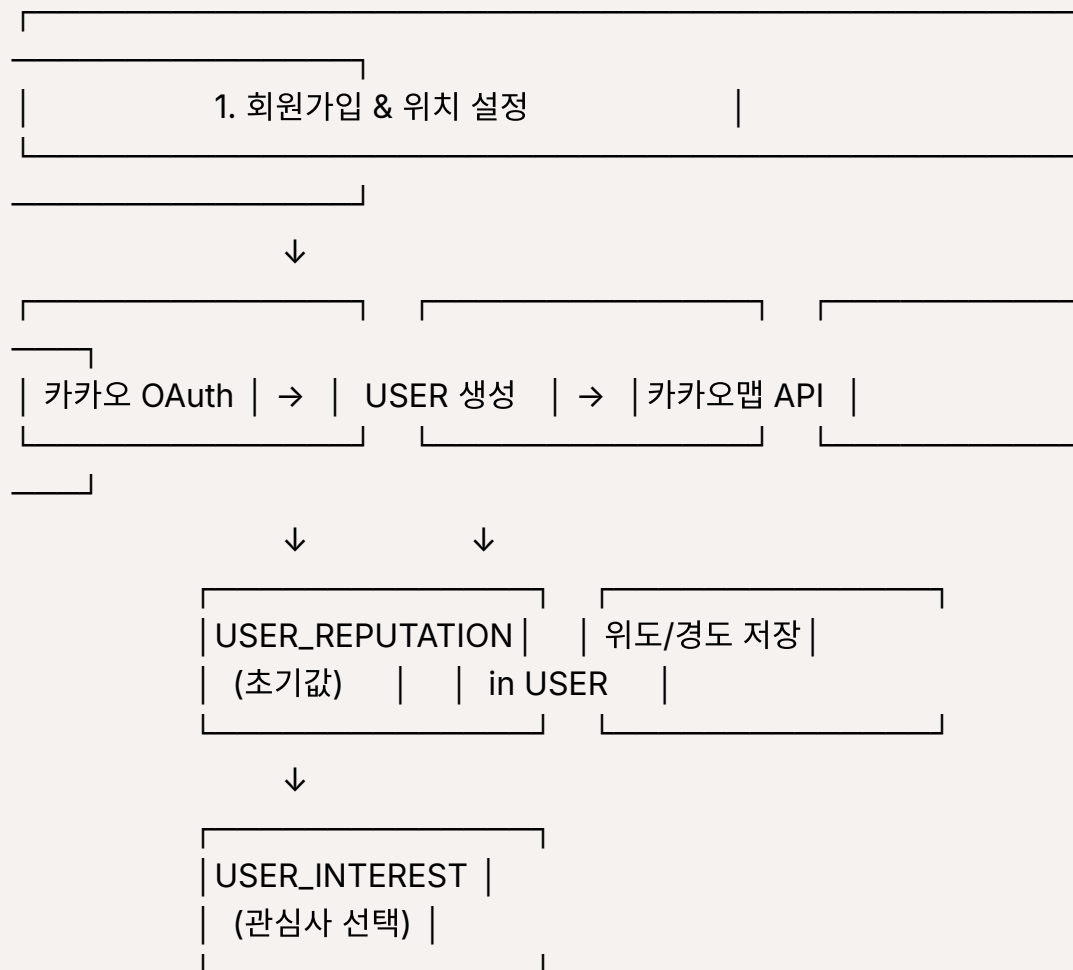 ┌─────────────────────────────────────────────────────────────┐
│ 1. 회원가입 & 위치 설정 │
└─────────────────────────────────────────────────────────────┘
↓
┌───────────────┐ ┌───────────────┐ ┌───────────────┐
│ 카카오 OAuth │ → │ USER 생성 │ → │카카오맵 API │
└───────────────┘ └───────────────┘ └───────────────┘
↓ ↓
┌───────────────┐ ┌───────────────┐
│USER_REPUTATION│ │ 위도/경도 저장│
│ (초기값) │ │ in USER │
└───────────────┘ └───────────────┘
↓
┌───────────────┐
│USER_INTEREST │
│ (관심사 선택) │
└───────────────┘